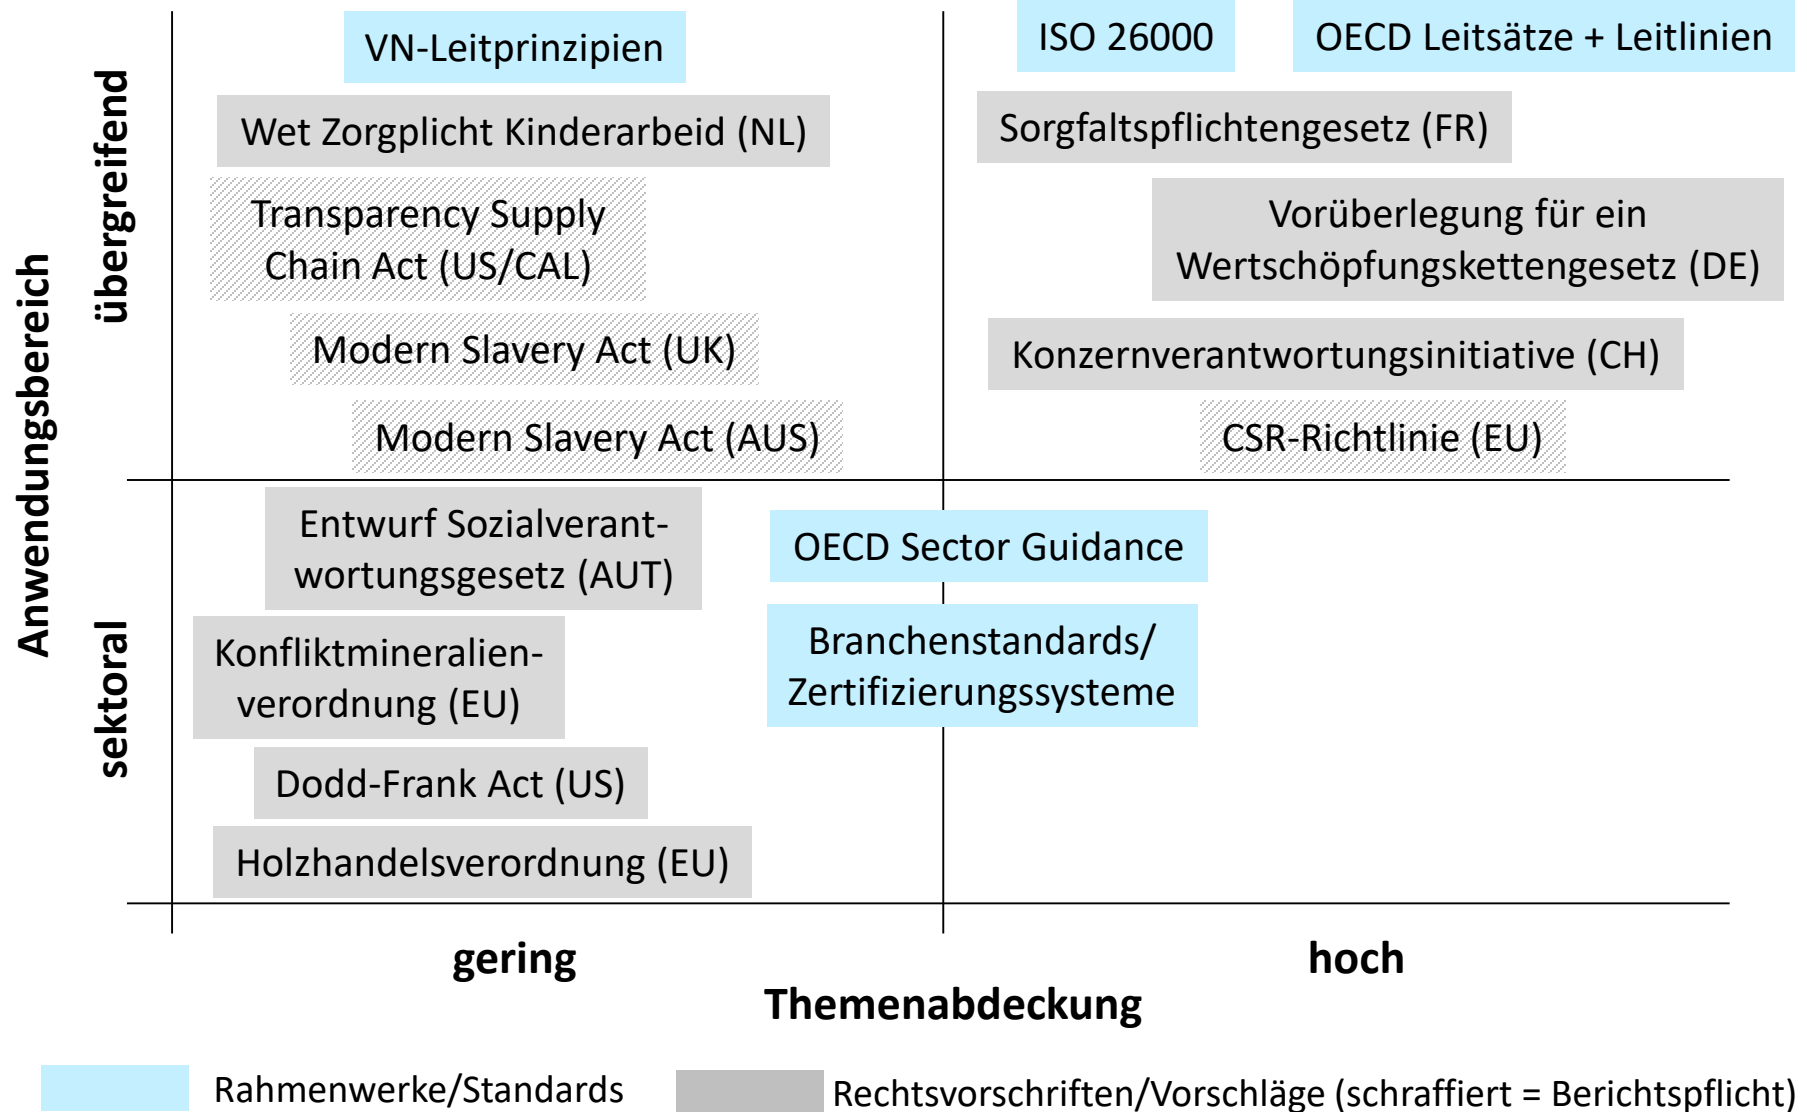 VN-Leitprinzipien
ISO 26000
OECD Leitsätze + Leitlinien
Wet Zorgplicht Kinderarbeid (NL)
Sorgfaltspflichtengesetz (FR)
Transparency Supply
Chain Act (US/CAL)
Vorüberlegung für ein
Wertschöpfungskettengesetz (DE)
Modern Slavery Act (UK)
Konzernverantwortungsinitiative (CH)
Modern Slavery Act (AUS)
CSR-Richtlinie (EU)
Anwendungsbereich
übergreifend
sektoral
Entwurf Sozialverant-
wortungsgesetz (AUT)
OECD Sector Guidance
Konfliktmineralien-
verordnung (EU)
Branchenstandards/
Zertifizierungssysteme
Dodd-Frank Act (US)
Holzhandelsverordnung (EU)
gering
hoch
Themenabdeckung
Rahmenwerke/Standards
Rechtsvorschriften/Vorschläge (schraffiert = Berichtspflicht)